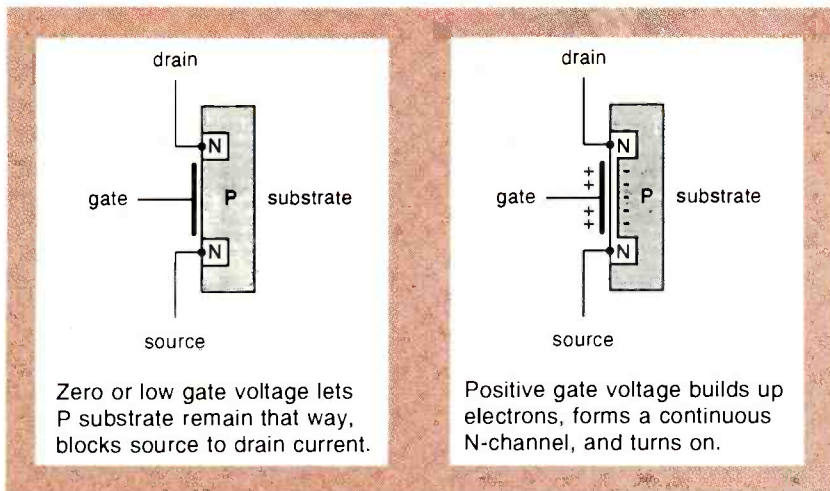 drain
N
gate
P
substrate
N
source
Zero or low gate voltage lets
P substrate remain that way,
blocks source to drain current.
drain
N
+
+
gate
P
substrate
+
+
N
source
Positive gate voltage builds up
electrons, forms a continuous
N-channel, and turns on.